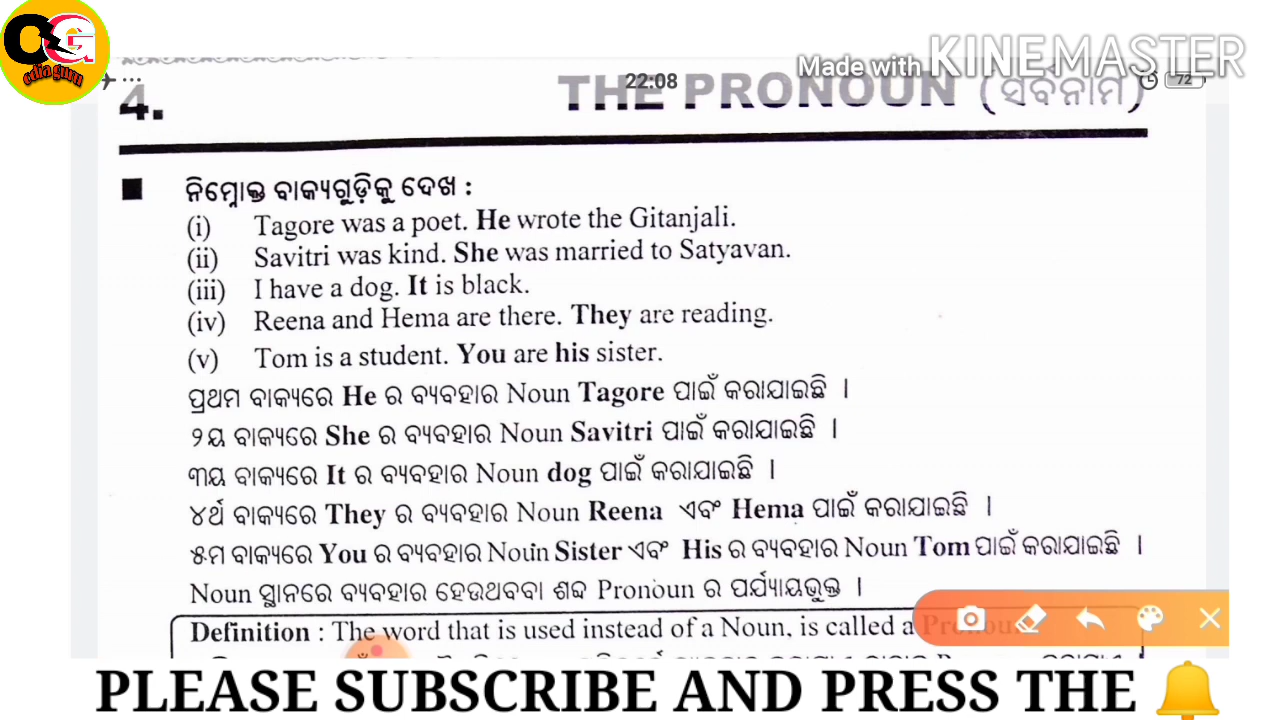 OG
odia guru
Made with KINEMASTER
22:08
72
4. THE PRONOUN (ସର୍ବନାମ)
■ ନିମ୍ନୋକ୍ତ ବାକ୍ୟଗୁଡ଼ିକୁ ଦେଖ :
(i) Tagore was a poet. He wrote the Gitanjali.
(ii) Savitri was kind. She was married to Satyavan.
(iii) I have a dog. It is black.
(iv) Reena and Hema are there. They are reading.
(v) Tom is a student. You are his sister.
ପ୍ରଥମ ବାକ୍ୟରେ He ର ବ୍ୟବହାର Noun Tagore ପାଇଁ କରାଯାଇଛି ।
୨ୟ ବାକ୍ୟରେ She ର ବ୍ୟବହାର Noun Savitri ପାଇଁ କରାଯାଇଛି ।
୩ୟ ବାକ୍ୟରେ It ର ବ୍ୟବହାର Noun dog ପାଇଁ କରାଯାଇଛି ।
୪ର୍ଥ ବାକ୍ୟରେ They ର ବ୍ୟବହାର Noun Reena ଏବଂ Hema ପାଇଁ କରାଯାଇଛି ।
୫ମ ବାକ୍ୟରେ You ର ବ୍ୟବହାର Noun Sister ଏବଂ His ର ବ୍ୟବହାର Noun Tom ପାଇଁ କରାଯାଇଛି ।
Noun ସ୍ଥାନରେ ବ୍ୟବହାର ହେଉଥବବା ଶବ୍ଦ Pronoun ର ପର୍ଯ୍ୟାୟଭୁକ୍ତ ।
Definition : The word that is used instead of a Noun, is called a Pronoun
PLEASE SUBSCRIBE AND PRESS THE